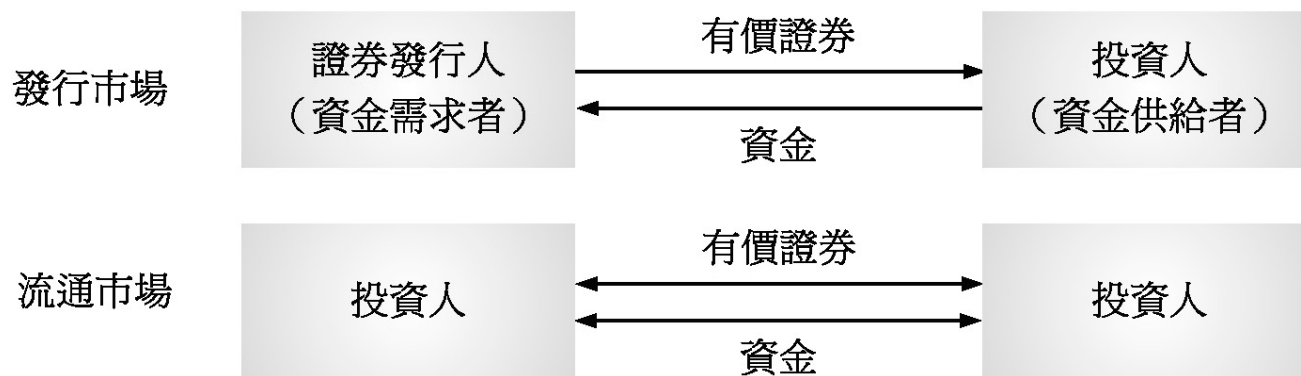 發行市場
證券發行人
（資金需求者）
有價證券
資金
投資人
（資金供給者）
流通市場
投資人
有價證券
資金
投資人